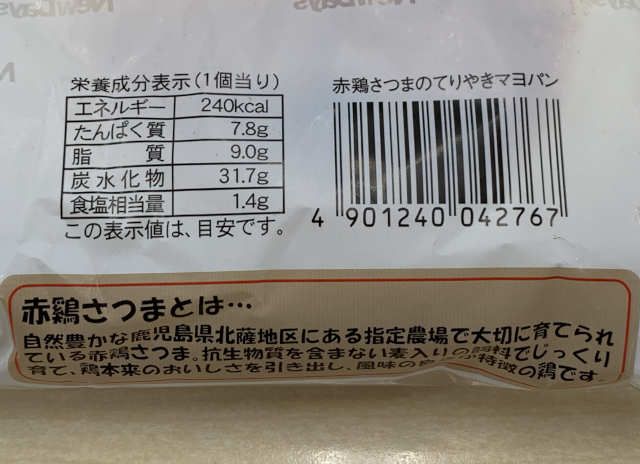 NewDays
NewDays
栄養成分表示(1個当り)
エネルギー 240kcal
たんぱく質 7.8g
脂 質 9.0g
炭水化物 31.7g
食塩相当量 1.4g
この表示値は、目安です。
赤鶏さつまのてりやきマヨパン
4 901240 042767
赤鶏さつまとは…
自然豊かな鹿児島県北薩地区にある指定農場で大切に育てられ
ている赤鶏さつま。抗生物質を含まない麦入りの飼料でじっくり
育て、鶏本来のおいしさを引き出し、風味の 特徴の鶏です